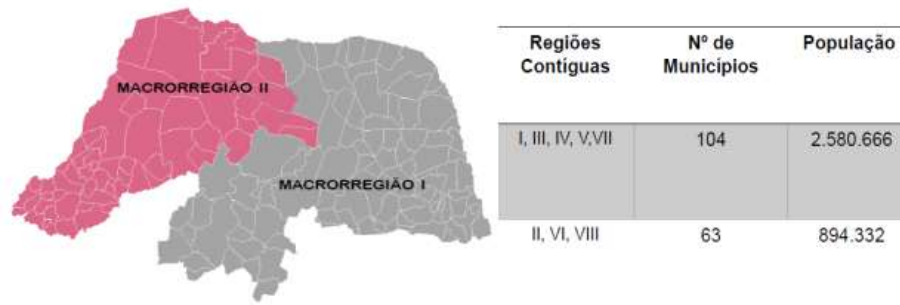 MACRORREGIÃO II
MACRORREGIÃO I
Regiões Contíguas Nº de Municípios População
I, III, IV, V,VII 104 2.580.666
II, VI, VIII 63 894.332